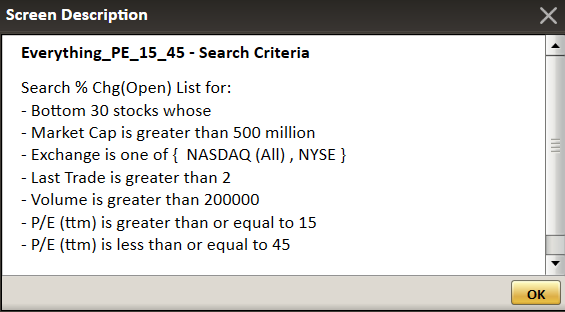 Screen Description
Everything_PE_15_45 - Search Criteria
Search % Chg(Open) List for:
- Bottom 30 stocks whose
- Market Cap is greater than 500 million
- Exchange is one of {  NASDAQ (All) , NYSE }
- Last Trade is greater than 2
- Volume is greater than 200000
- P/E (ttm) is greater than or equal to 15
- P/E (ttm) is less than or equal to 45
OK